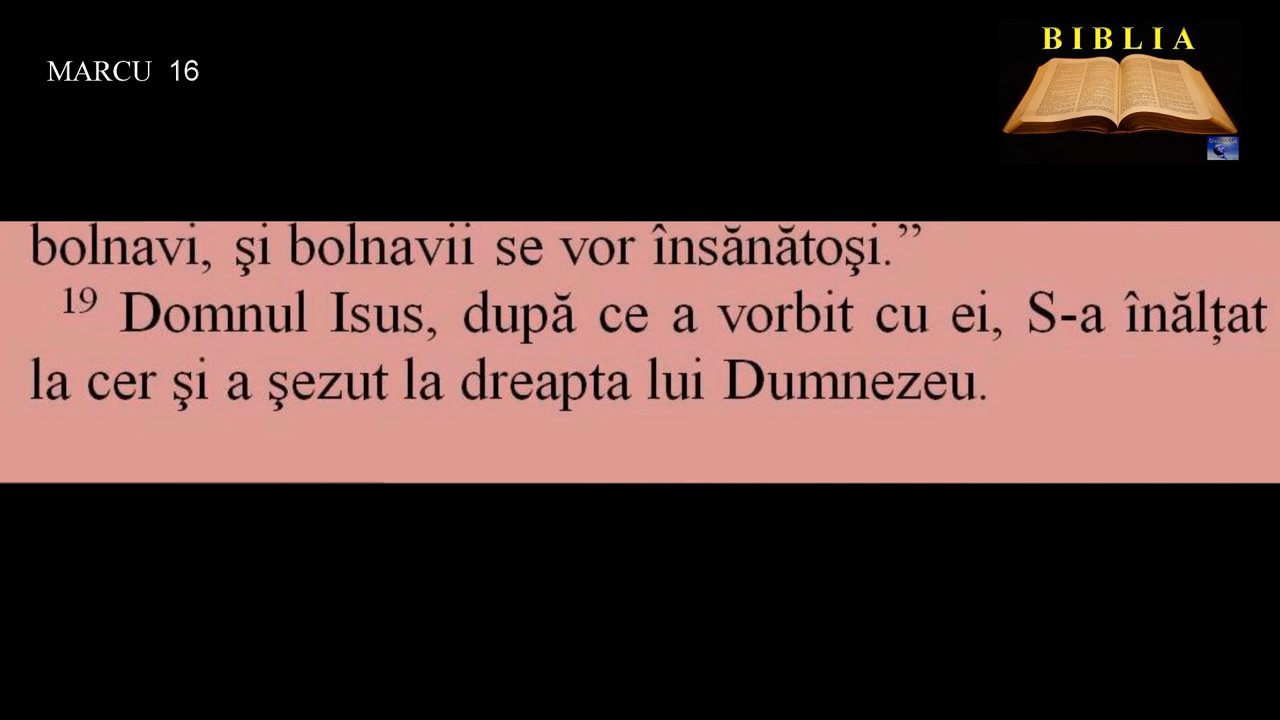 BIBLIA
MARCU 16
bolnavi, şi bolnavii se vor însănătoşi.”
19 Domnul Isus, după ce a vorbit cu ei, S-a înălțat
la cer şi a şezut la dreapta lui Dumnezeu.